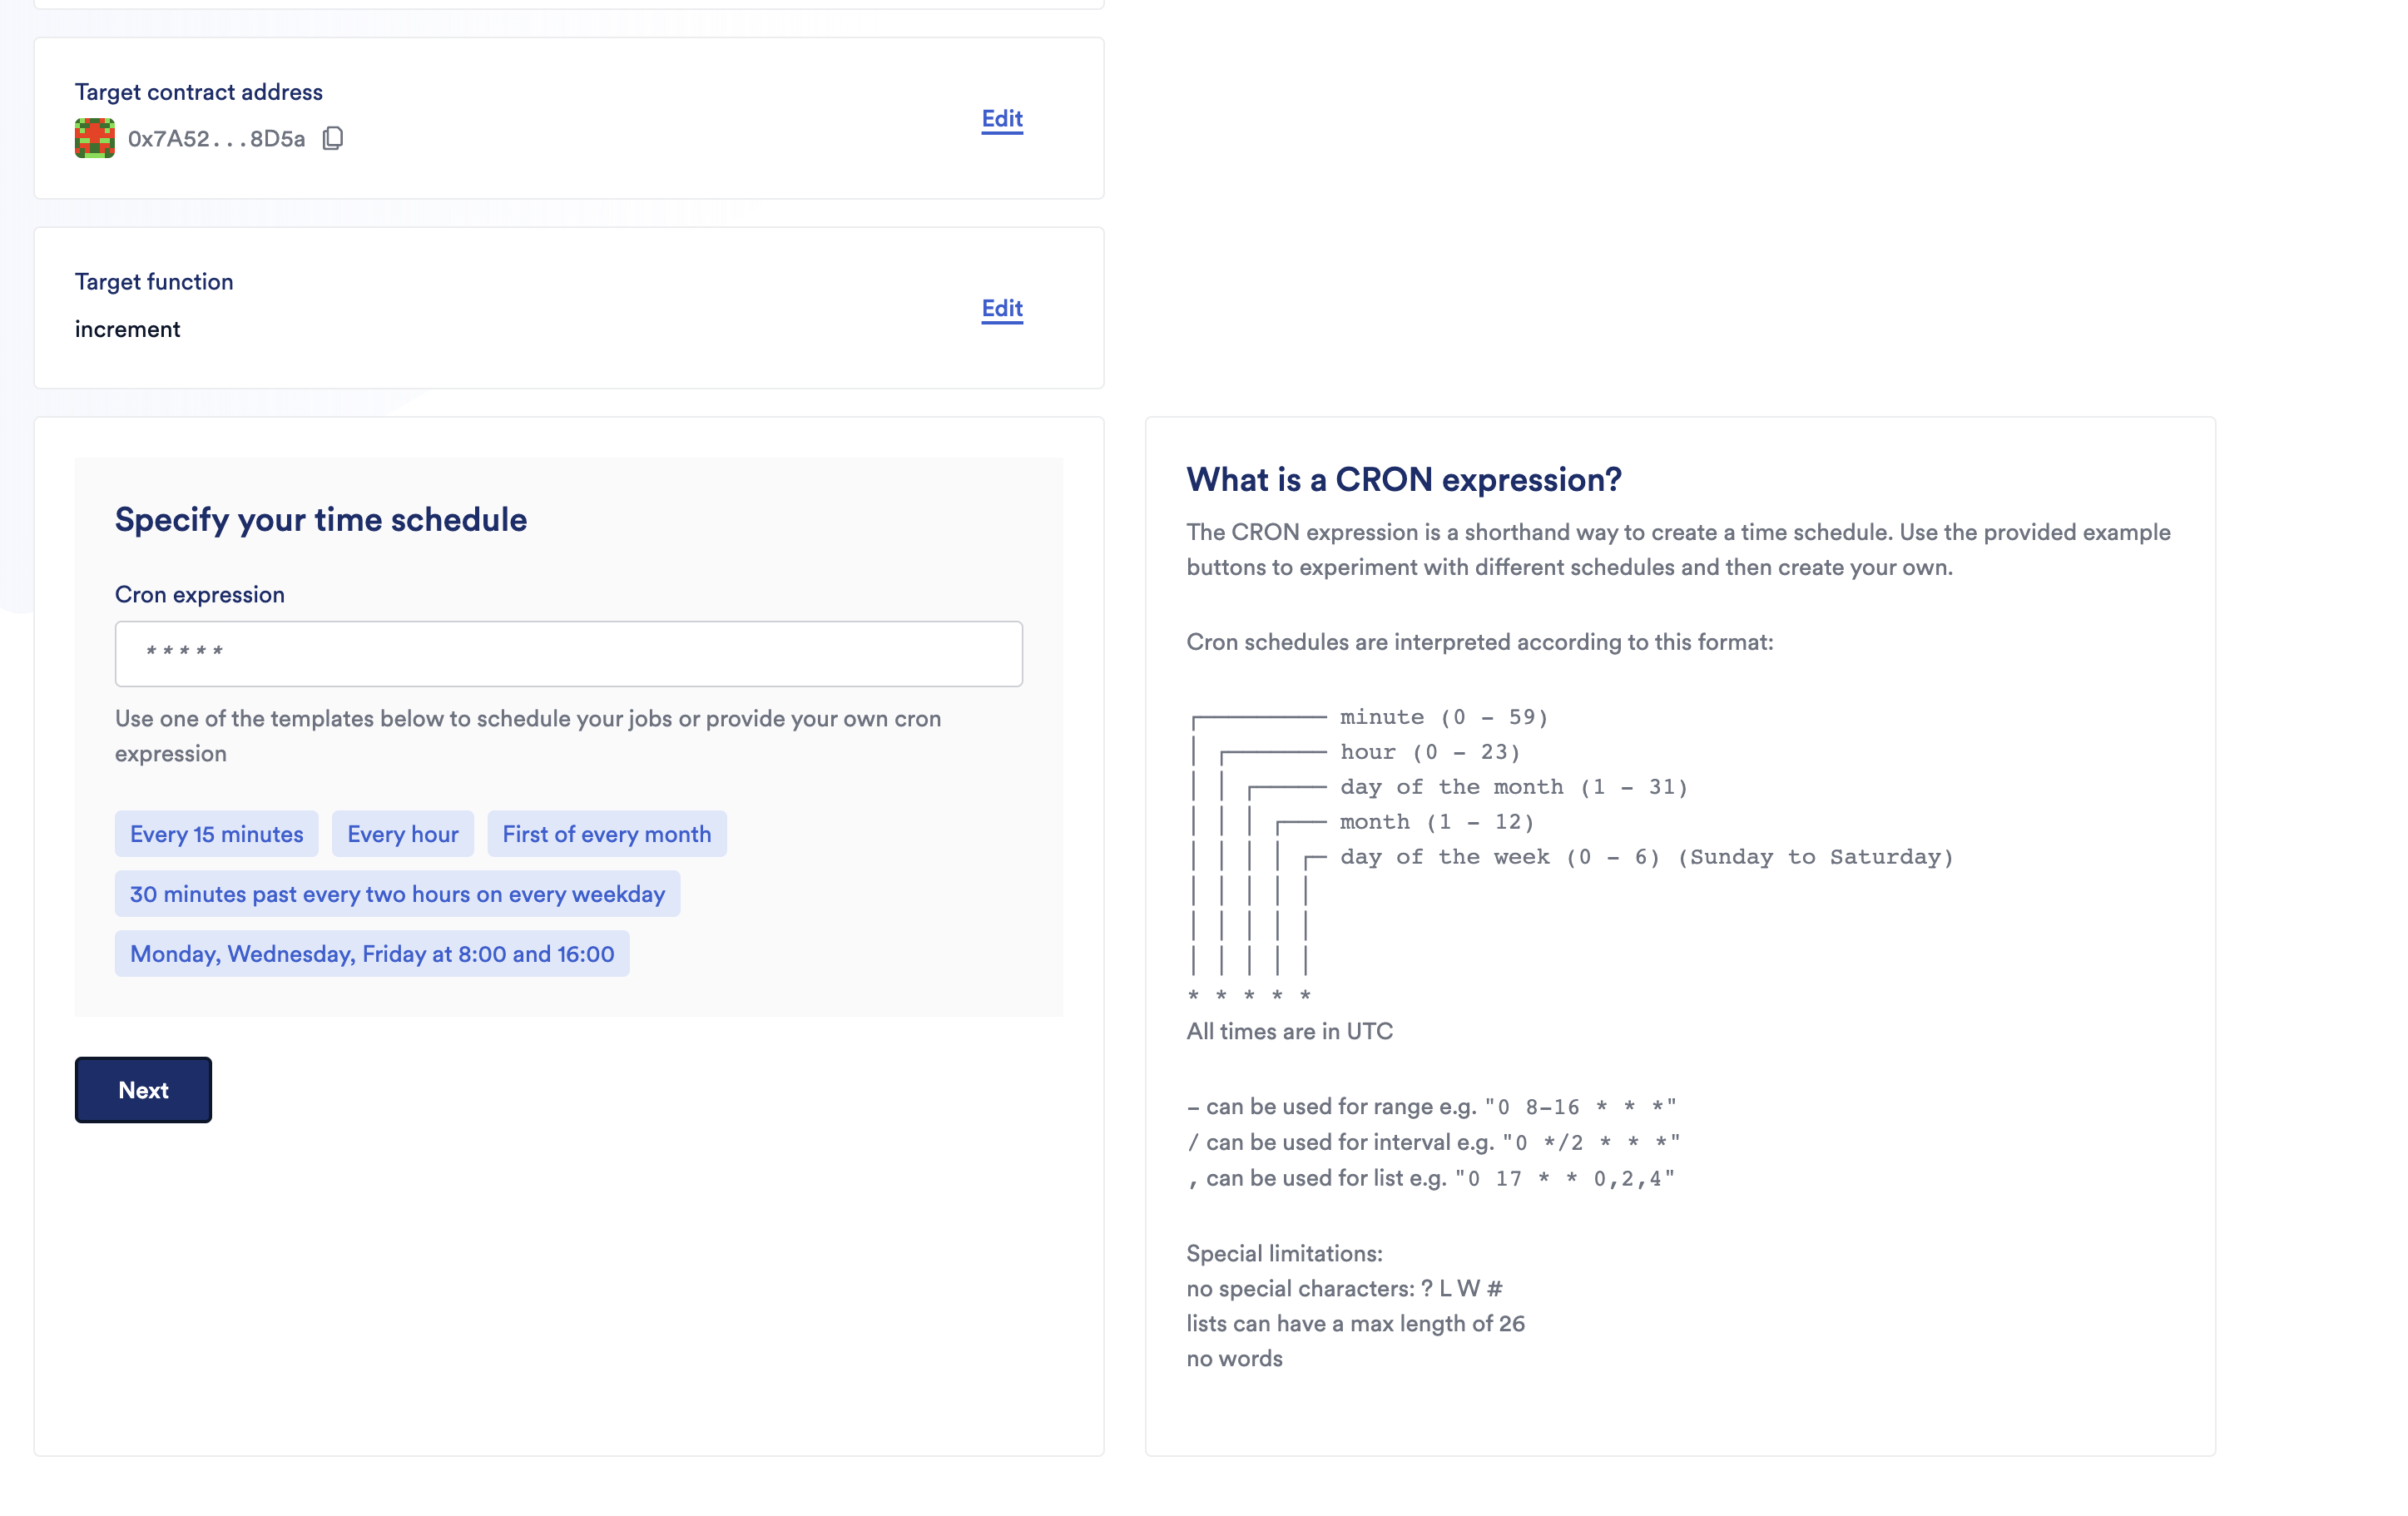 Target contract address
0x7A52...8D5a
Edit
Target function
increment
Edit
Specify your time schedule
Cron expression
* * * * *
Use one of the templates below to schedule your jobs or provide your own cron
expression
Every 15 minutes
Every hour
First of every month
30 minutes past every two hours on every weekday
Monday, Wednesday, Friday at 8:00 and 16:00
Next
What is a CRON expression?
The CRON expression is a shorthand way to create a time schedule. Use the provided example
buttons to experiment with different schedules and then create your own.
Cron schedules are interpreted according to this format:
minute (0 - 59)
hour (0 - 23)
day of the month (1 - 31)
month (1 - 12)
day of the week (0 - 6) (Sunday to Saturday)
* * * * *
All times are in UTC
- can be used for range e.g. "0 8-16 * * *"
/ can be used for interval e.g. "0 */2 * * *"
, can be used for list e.g. "0 17 * * 0,2,4"
Special limitations:
no special characters: ? L W #
lists can have a max length of 26
no words